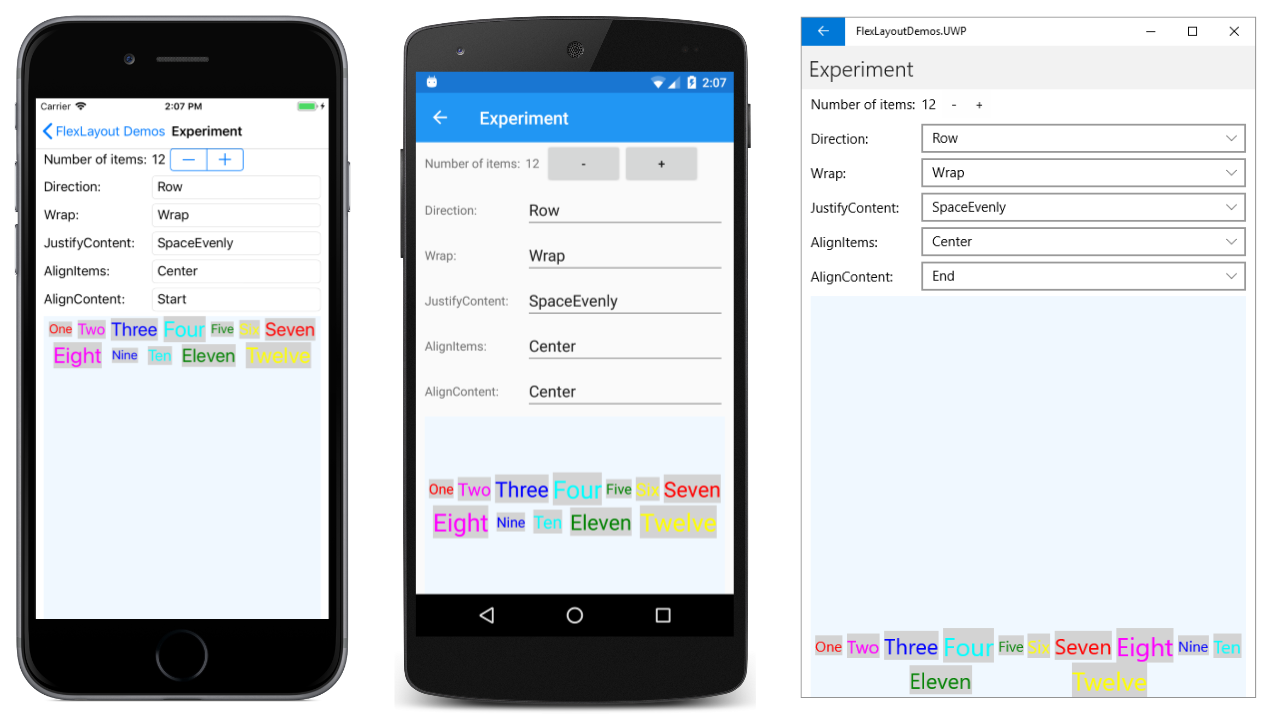 Carrier 2:07 PM
FlexLayout Demos Experiment
Number of items: 12 − +
Direction: Row
Wrap: Wrap
JustifyContent: SpaceEvenly
AlignItems: Center
AlignContent: Start
One Two Three Four Five Six Seven
Eight Nine Ten Eleven Twelve
2:07
Experiment
Number of items: 12 - +
Direction: Row
Wrap: Wrap
JustifyContent: SpaceEvenly
AlignItems: Center
AlignContent: Center
One Two Three Four Five Six Seven
Eight Nine Ten Eleven Twelve
FlexLayoutDemos.UWP
Experiment
Number of items: 12 - +
Direction: Row
Wrap: Wrap
JustifyContent: SpaceEvenly
AlignItems: Center
AlignContent: End
One Two Three Four Five Six Seven Eight Nine Ten
Eleven Twelve